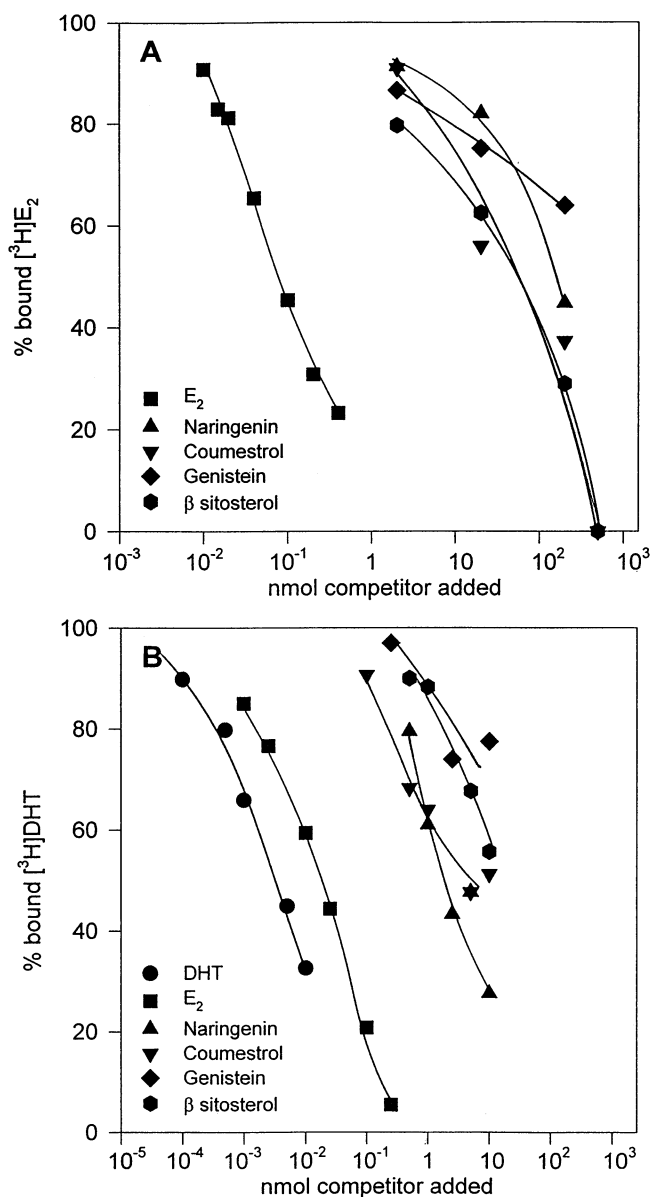 A
100
80
60
40
20
0
% bound [³H]E₂
E₂
Naringenin
Coumestrol
Genistein
β sitosterol
10⁻³ 10⁻² 10⁻¹ 1 10 10² 10³
nmol competitor added
B
100
80
60
40
20
0
% bound [³H]DHT
DHT
E₂
Naringenin
Coumestrol
Genistein
β sitosterol
10⁻⁵ 10⁻⁴ 10⁻³ 10⁻² 10⁻¹ 1 10
nmol competitor added